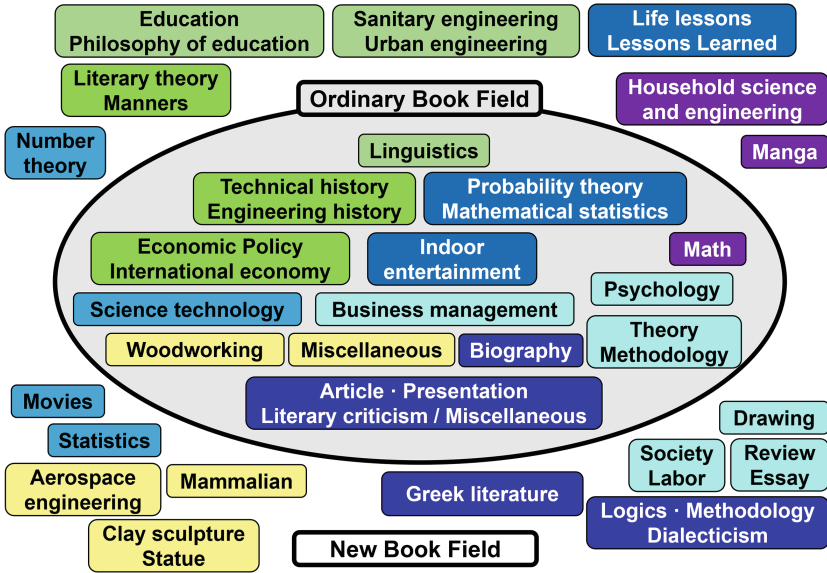 Education
Philosophy of education
Sanitary engineering
Urban engineering
Life lessons
Lessons Learned
Literary theory
Manners
Household science
and engineering
Ordinary Book Field
Number
theory
Manga
Linguistics
Technical history
Engineering history
Probability theory
Mathematical statistics
Economic Policy
International economy
Indoor
entertainment
Math
Psychology
Science technology
Business management
Theory
Methodology
Woodworking
Miscellaneous
Biography
Article · Presentation
Literary criticism / Miscellaneous
Movies
Drawing
Statistics
Society
Labor
Review
Essay
Aerospace
engineering
Mammalian
Greek literature
Logics · Methodology
Dialecticism
Clay sculpture
Statue
New Book Field